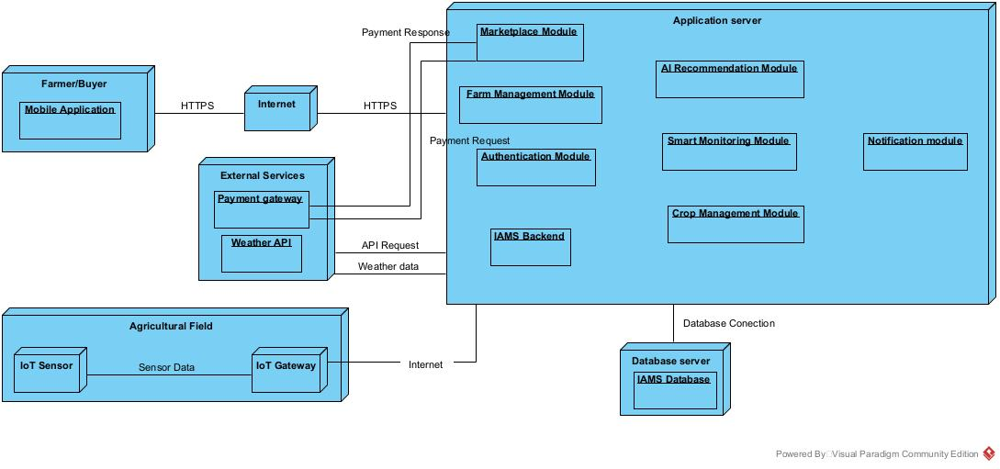 Application server
Payment Response
Marketplace Module
AI Recommendation Module
Farmer/Buyer
Mobile Application
HTTPS
Internet
HTTPS
Farm Management Module
Payment Request
Authentication Module
Smart Monitoring Module
Notification module
External Services
Payment gateway
Weather API
Crop Management Module
IAMS Backend
API Request
Weather data
Agricultural Field
IoT Sensor
Sensor Data
IoT Gateway
Internet
Database Conection
Database server
IAMS Database
Powered By Visual Paradigm Community Edition